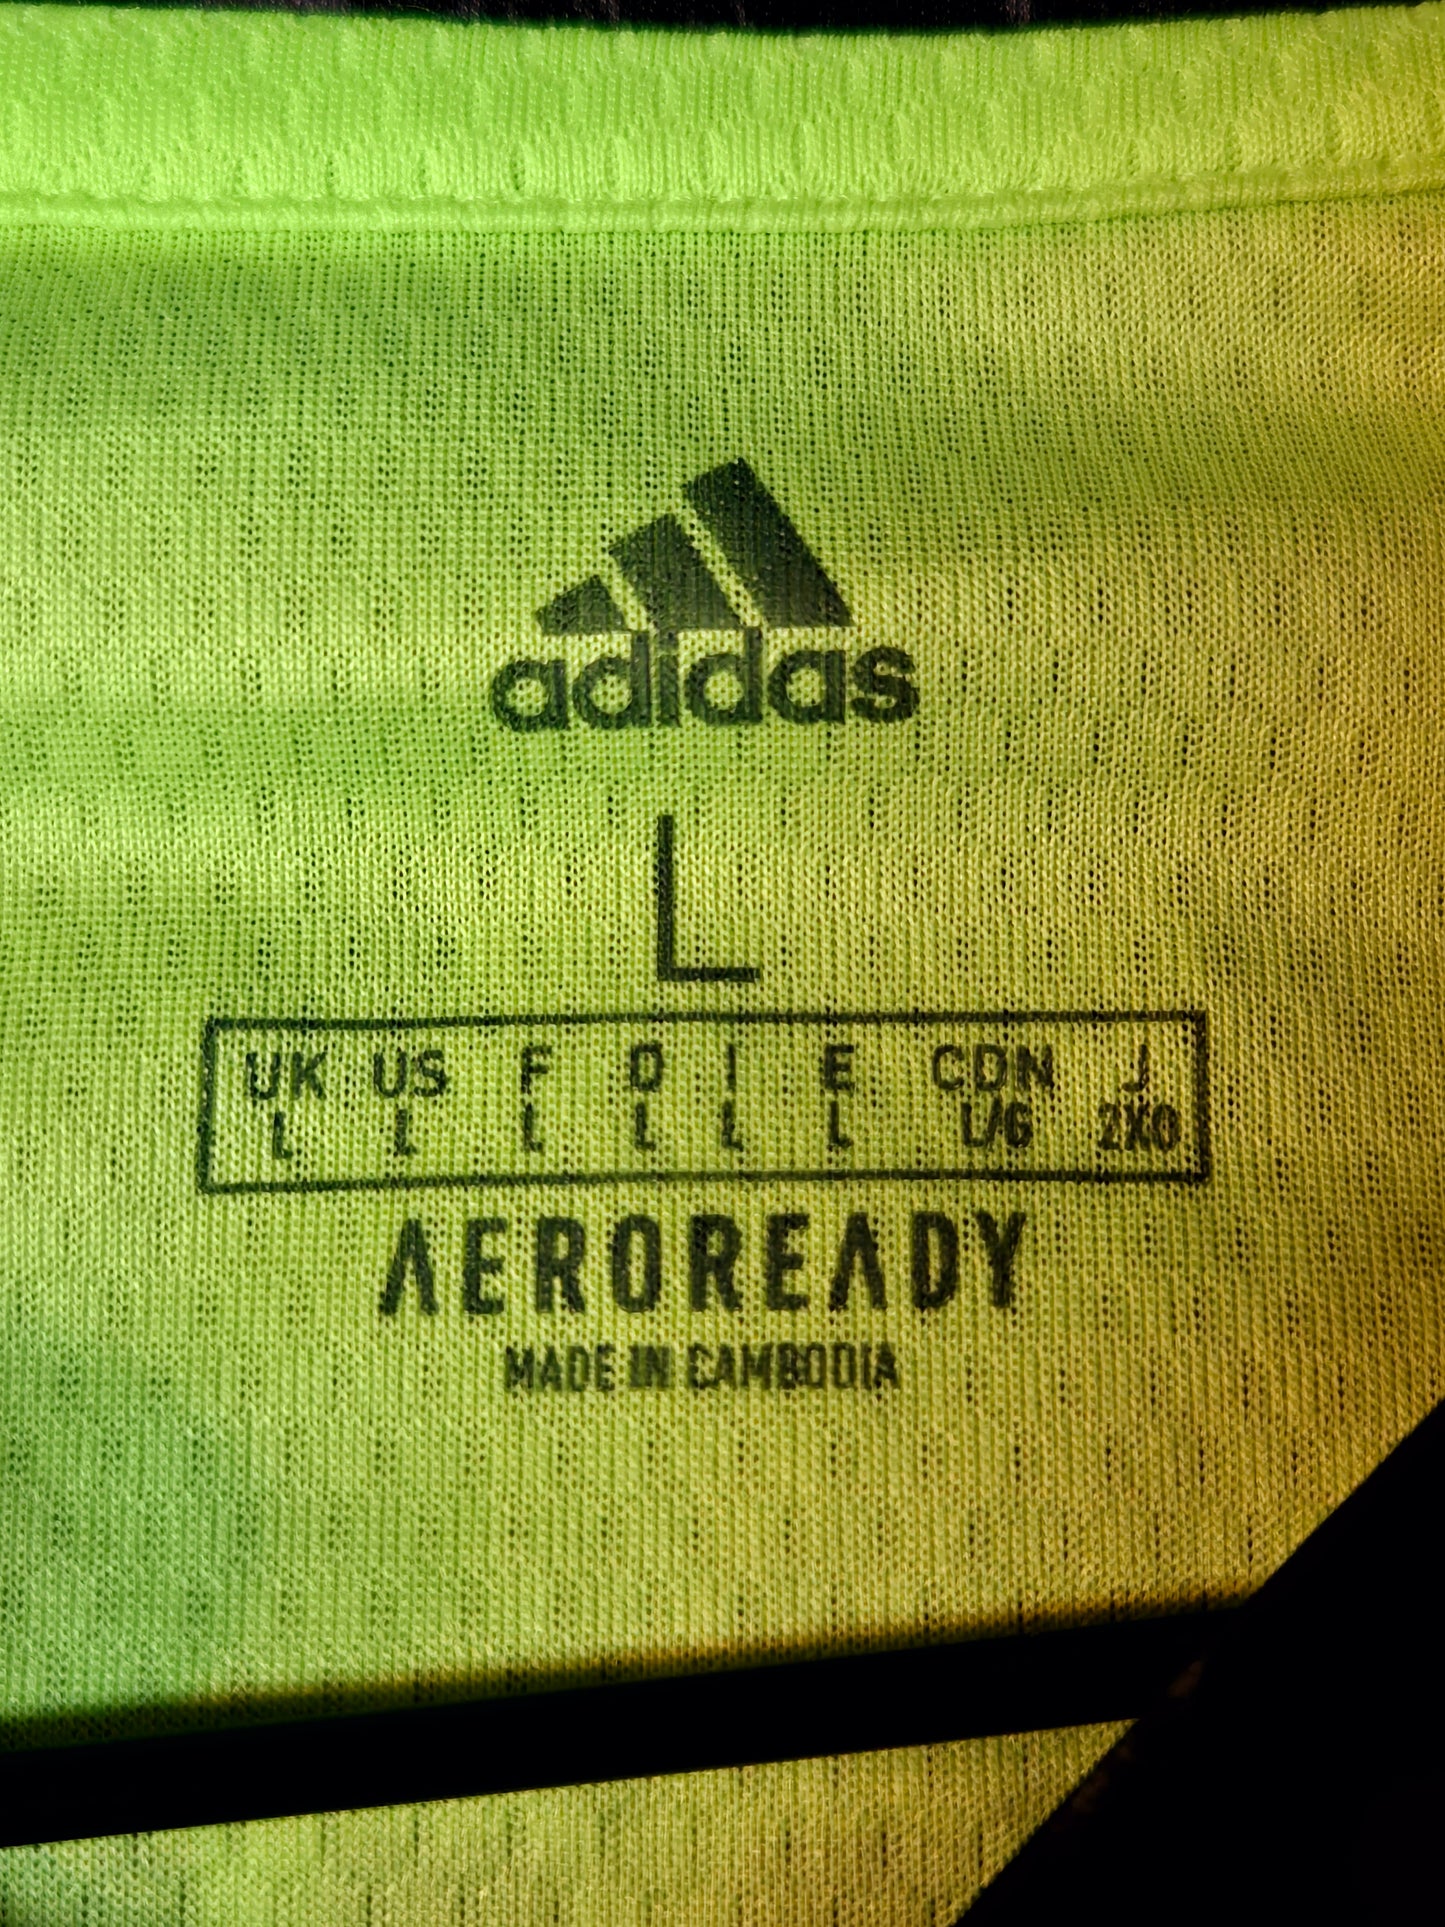 adidas
L
UK US F D I E CDN J
L L L L L L L/G 2XO
AEROREADY
MADE IN CAMBODIA